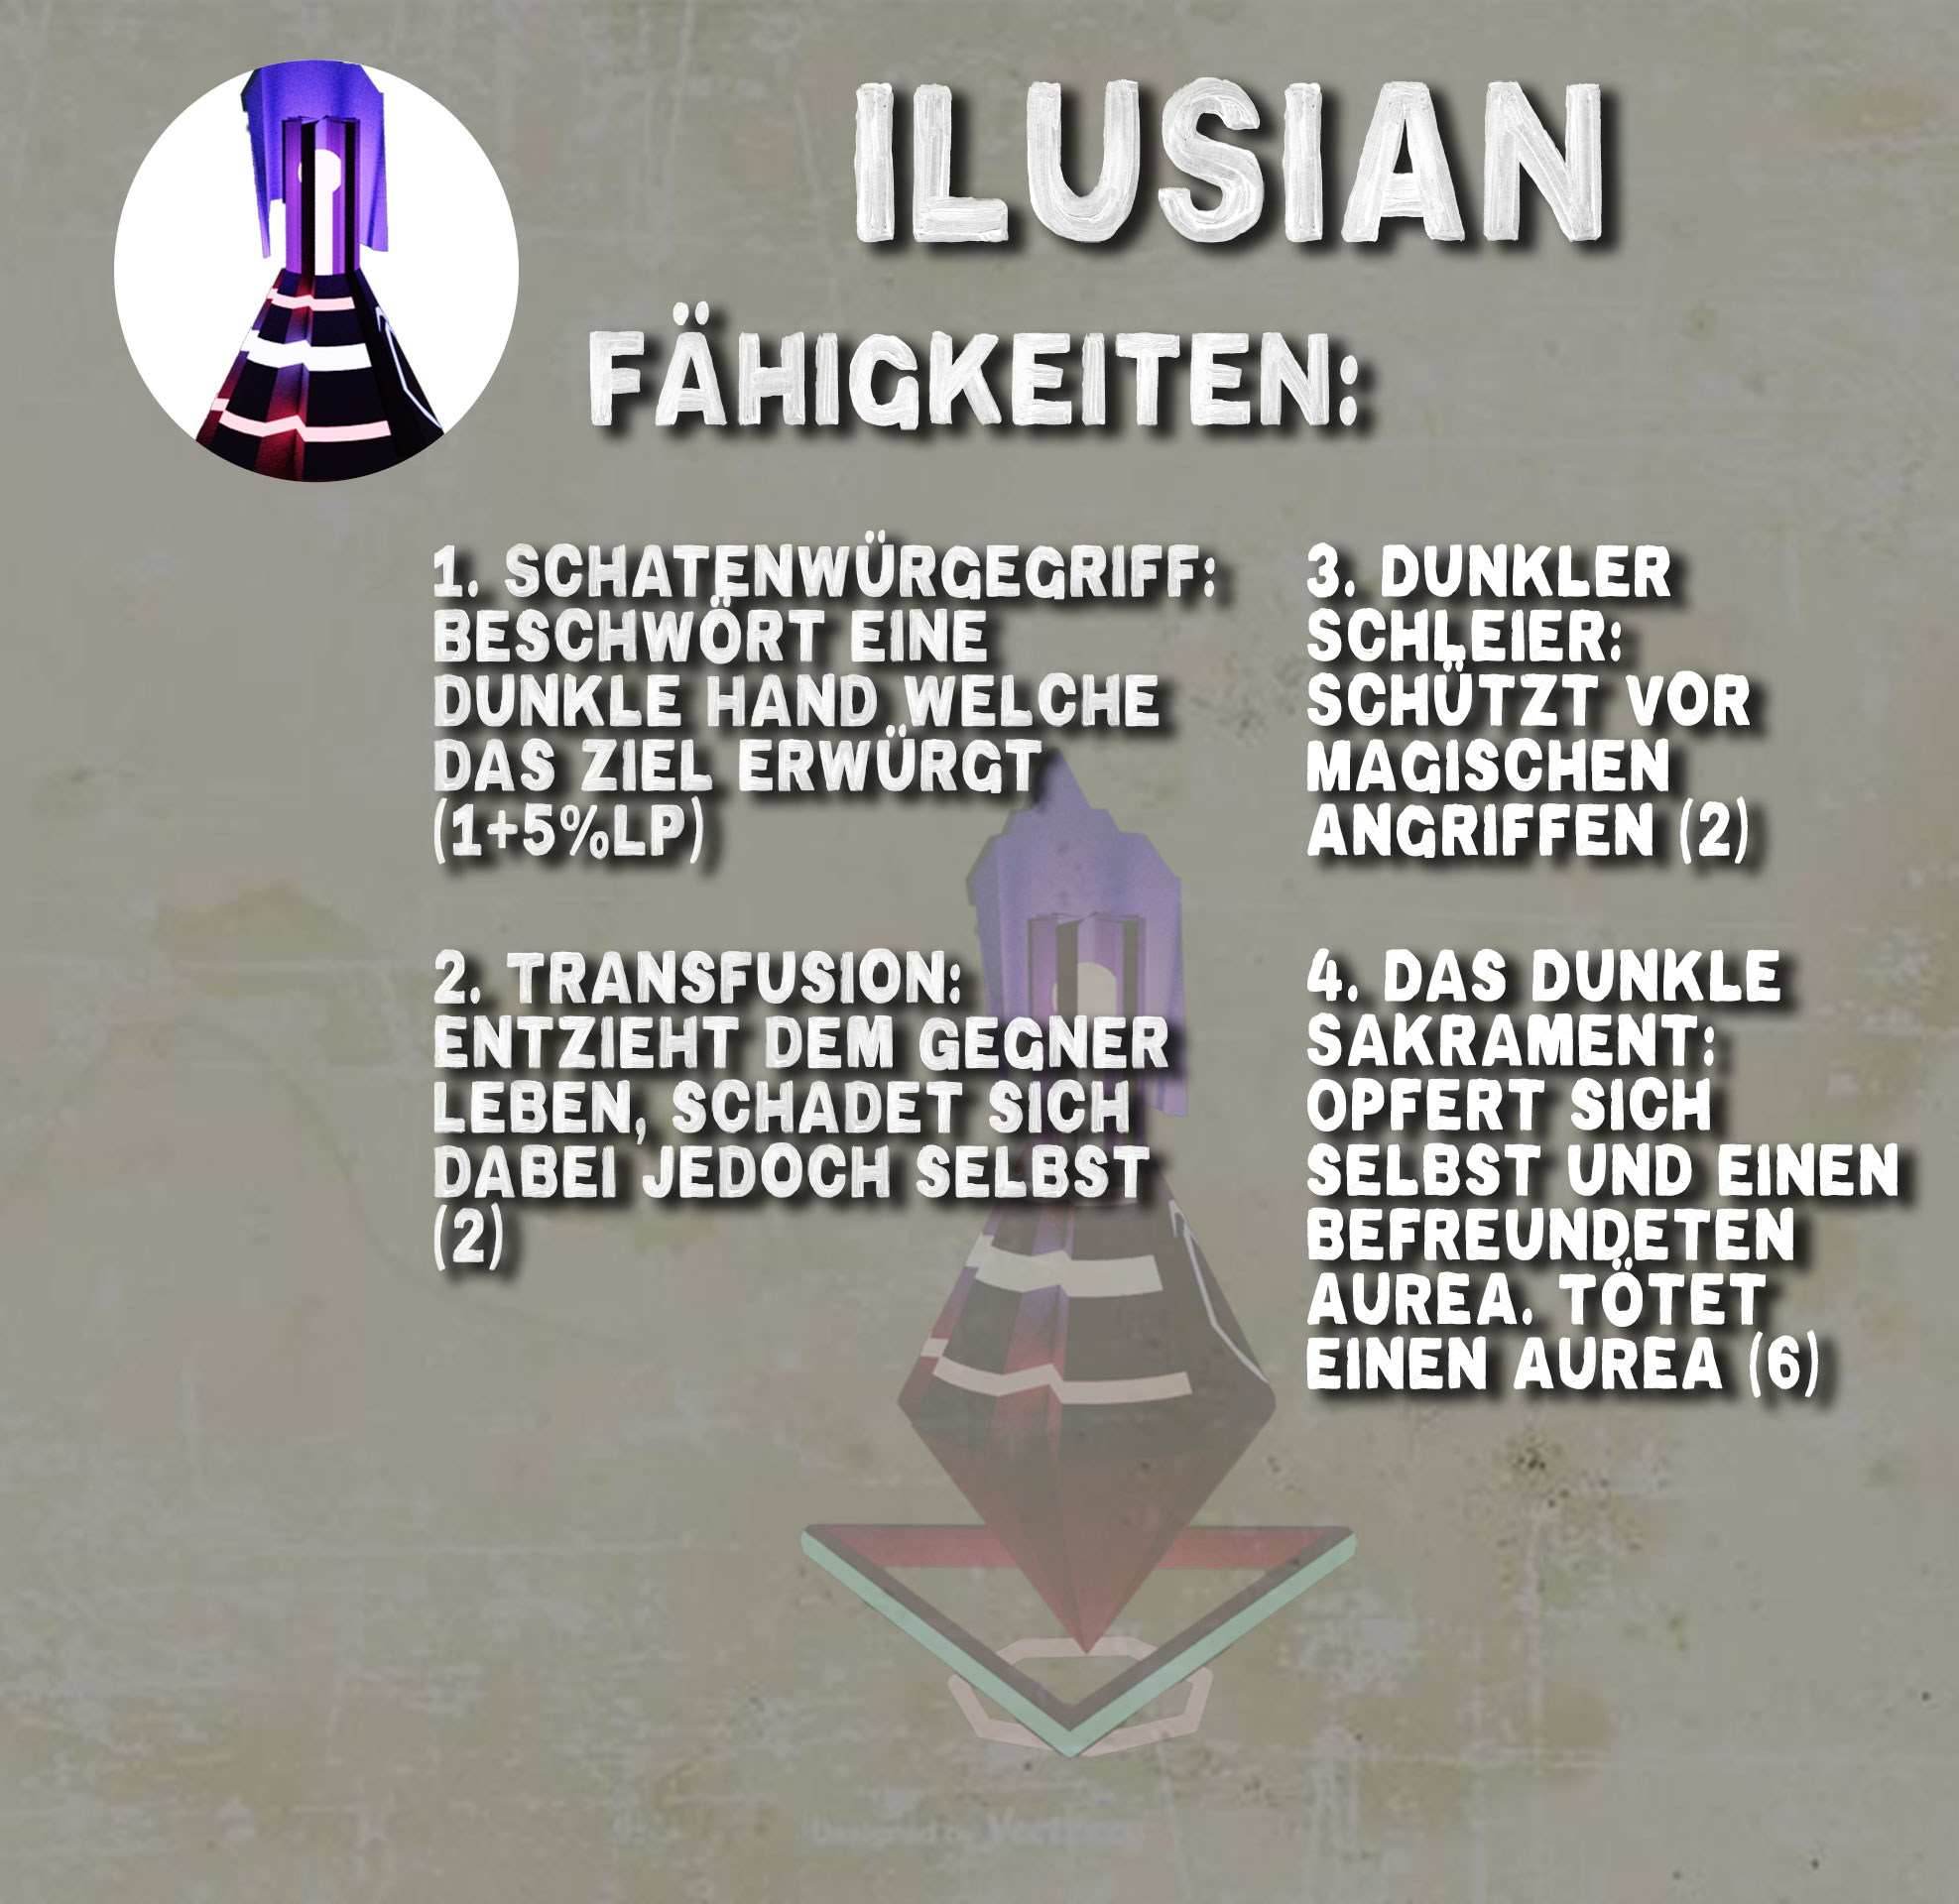 ILUSIAN
FÄHIGKEITEN:
1. SCHATENWÜRGEGRIFF:
BESCHWÖRT EINE
DUNKLE HAND WELCHE
DAS ZIEL ERWÜRGT
(1+5%LP)
2. TRANSFUSION:
ENTZIEHT DEM GEGNER
LEBEN, SCHADET SICH
DABEI JEDOCH SELBST
(2)
3. DUNKLER
SCHLEIER:
SCHÜTZT VOR
MAGISCHEN
ANGRIFFEN (2)
4. DAS DUNKLE
SAKRAMENT:
OPFERT SICH
SELBST UND EINEN
BEFREUNDETEN
AUREA. TÖTET
EINEN AUREA (6)